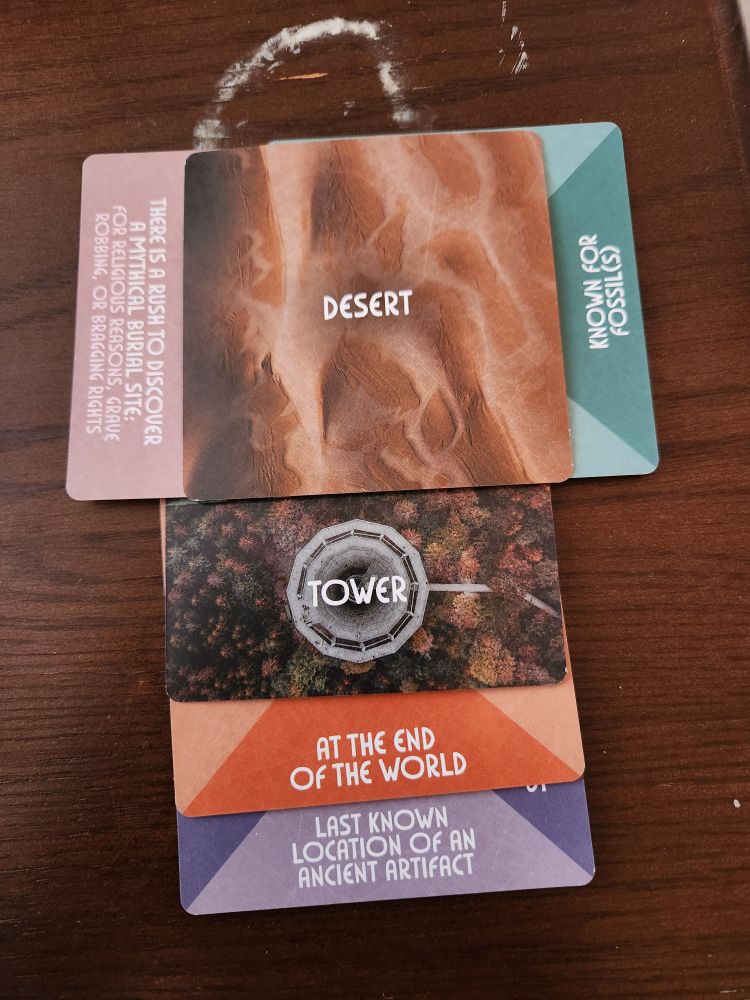 THERE IS A RUSH TO DISCOVER
A MYTHICAL BURIAL SITE:
FOR RELIGIOUS REASONS, GRAVE
ROBBING, OR BRAGGING RIGHTS
DESERT
KNOWN FOR
FOSSIL(S)
TOWER
AT THE END
OF THE WORLD
LAST KNOWN
LOCATION OF AN
ANCIENT ARTIFACT